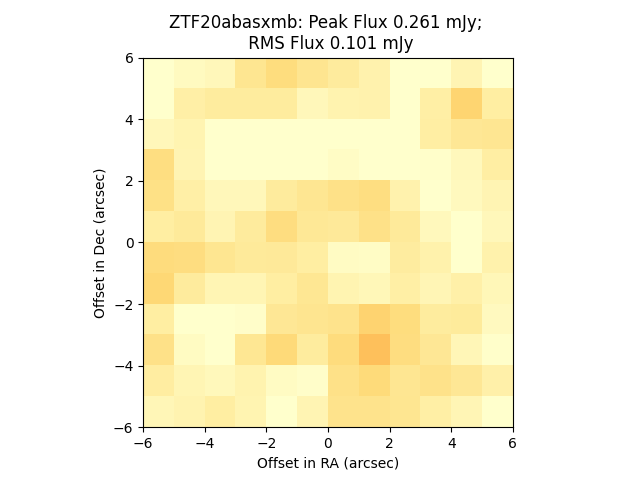 ZTF20abasxmb: Peak Flux 0.261 mJy;
RMS Flux 0.101 mJy
6
4
2
0
−2
−4
−6
Offset in Dec (arcsec)
−6 −4 −2 0 2 4 6
Offset in RA (arcsec)